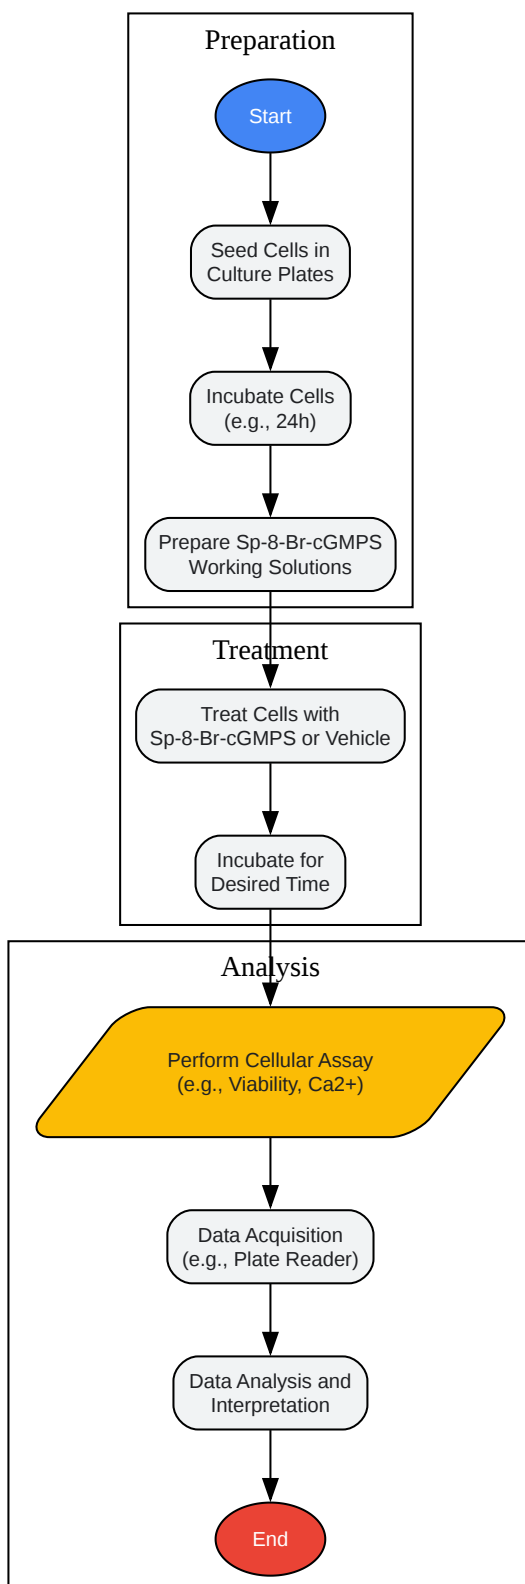 Preparation
Start
Seed Cells in
Culture Plates
Incubate Cells
(e.g., 24h)
Prepare Sp-8-Br-cGMPS
Working Solutions
Treatment
Treat Cells with
Sp-8-Br-cGMPS or Vehicle
Incubate for
Desired Time
Analysis
Perform Cellular Assay
(e.g., Viability, Ca2+)
Data Acquisition
(e.g., Plate Reader)
Data Analysis and
Interpretation
End